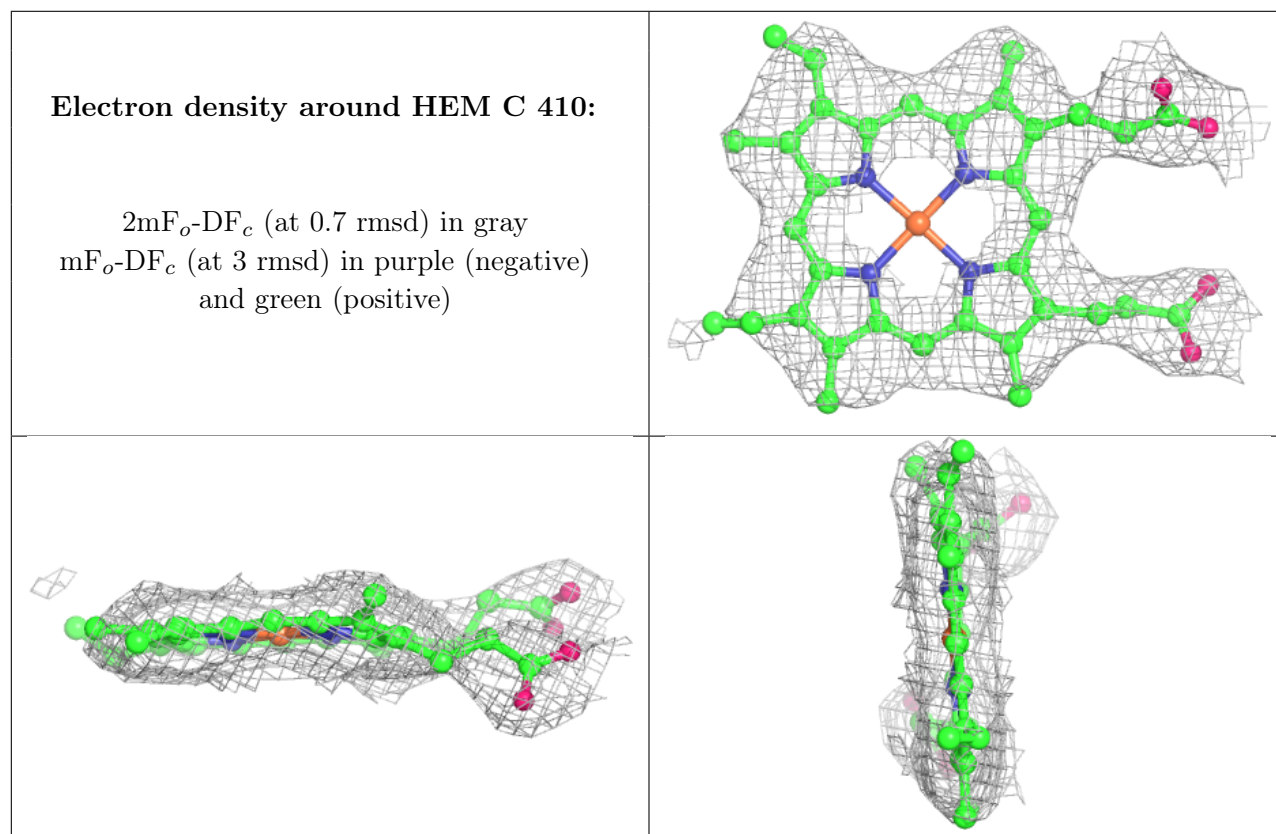 Electron density around HEM C 410:
2mFo-DFc (at 0.7 rmsd) in gray
mFo-DFc (at 3 rmsd) in purple (negative)
and green (positive)